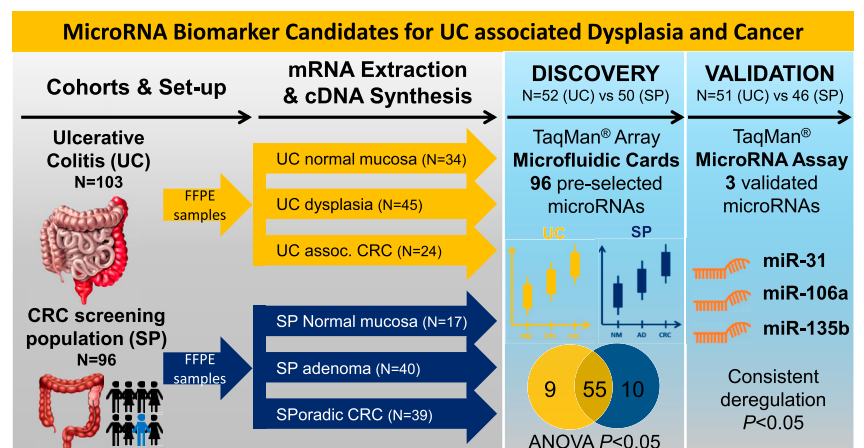 MicroRNA Biomarker Candidates for UC associated Dysplasia and Cancer
Cohorts & Set-up
mRNA Extraction
& cDNA Synthesis
DISCOVERY
N=52 (UC) vs 50 (SP)
VALIDATION
N=51 (UC) vs 46 (SP)
Ulcerative
Colitis (UC)
N=103
FFPE
samples
UC normal mucosa (N=34)
UC dysplasia (N=45)
UC assoc. CRC (N=24)
CRC screening
population (SP)
N=96
FFPE
samples
SP Normal mucosa (N=17)
SP adenoma (N=40)
SPoradic CRC (N=39)
TaqMan® Array
Microfluidic Cards
96 pre-selected
microRNAs
UC
SP
NM AD CRC
9 55 10
ANOVA P<0.05
TaqMan®
MicroRNA Assay
3 validated
microRNAs
miR-31
miR-106a
miR-135b
Consistent
deregulation
P<0.05